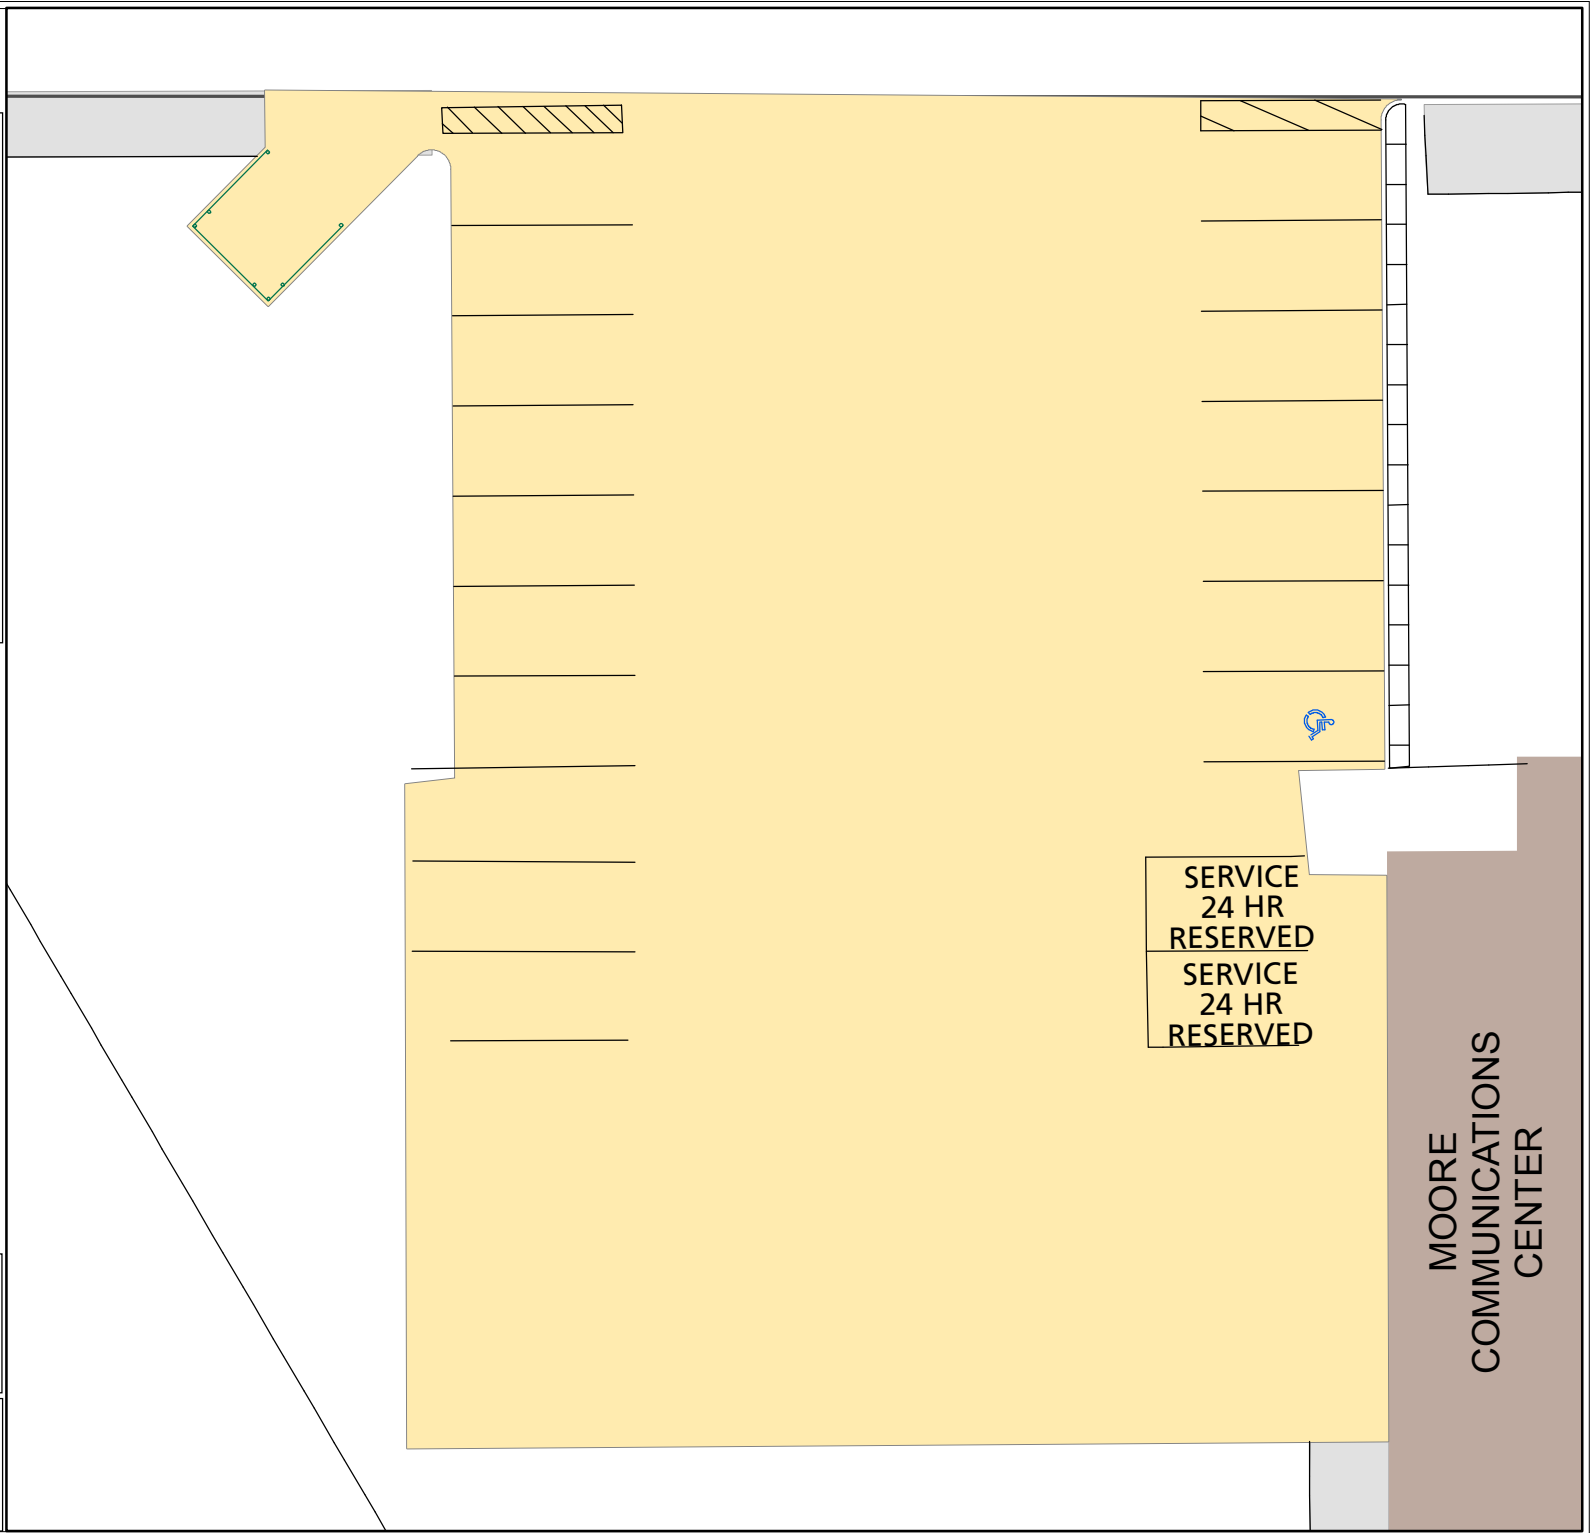 SERVICE
24 HR
RESERVED
SERVICE
24 HR
RESERVED
MOORE
COMMUNICATIONS
CENTER